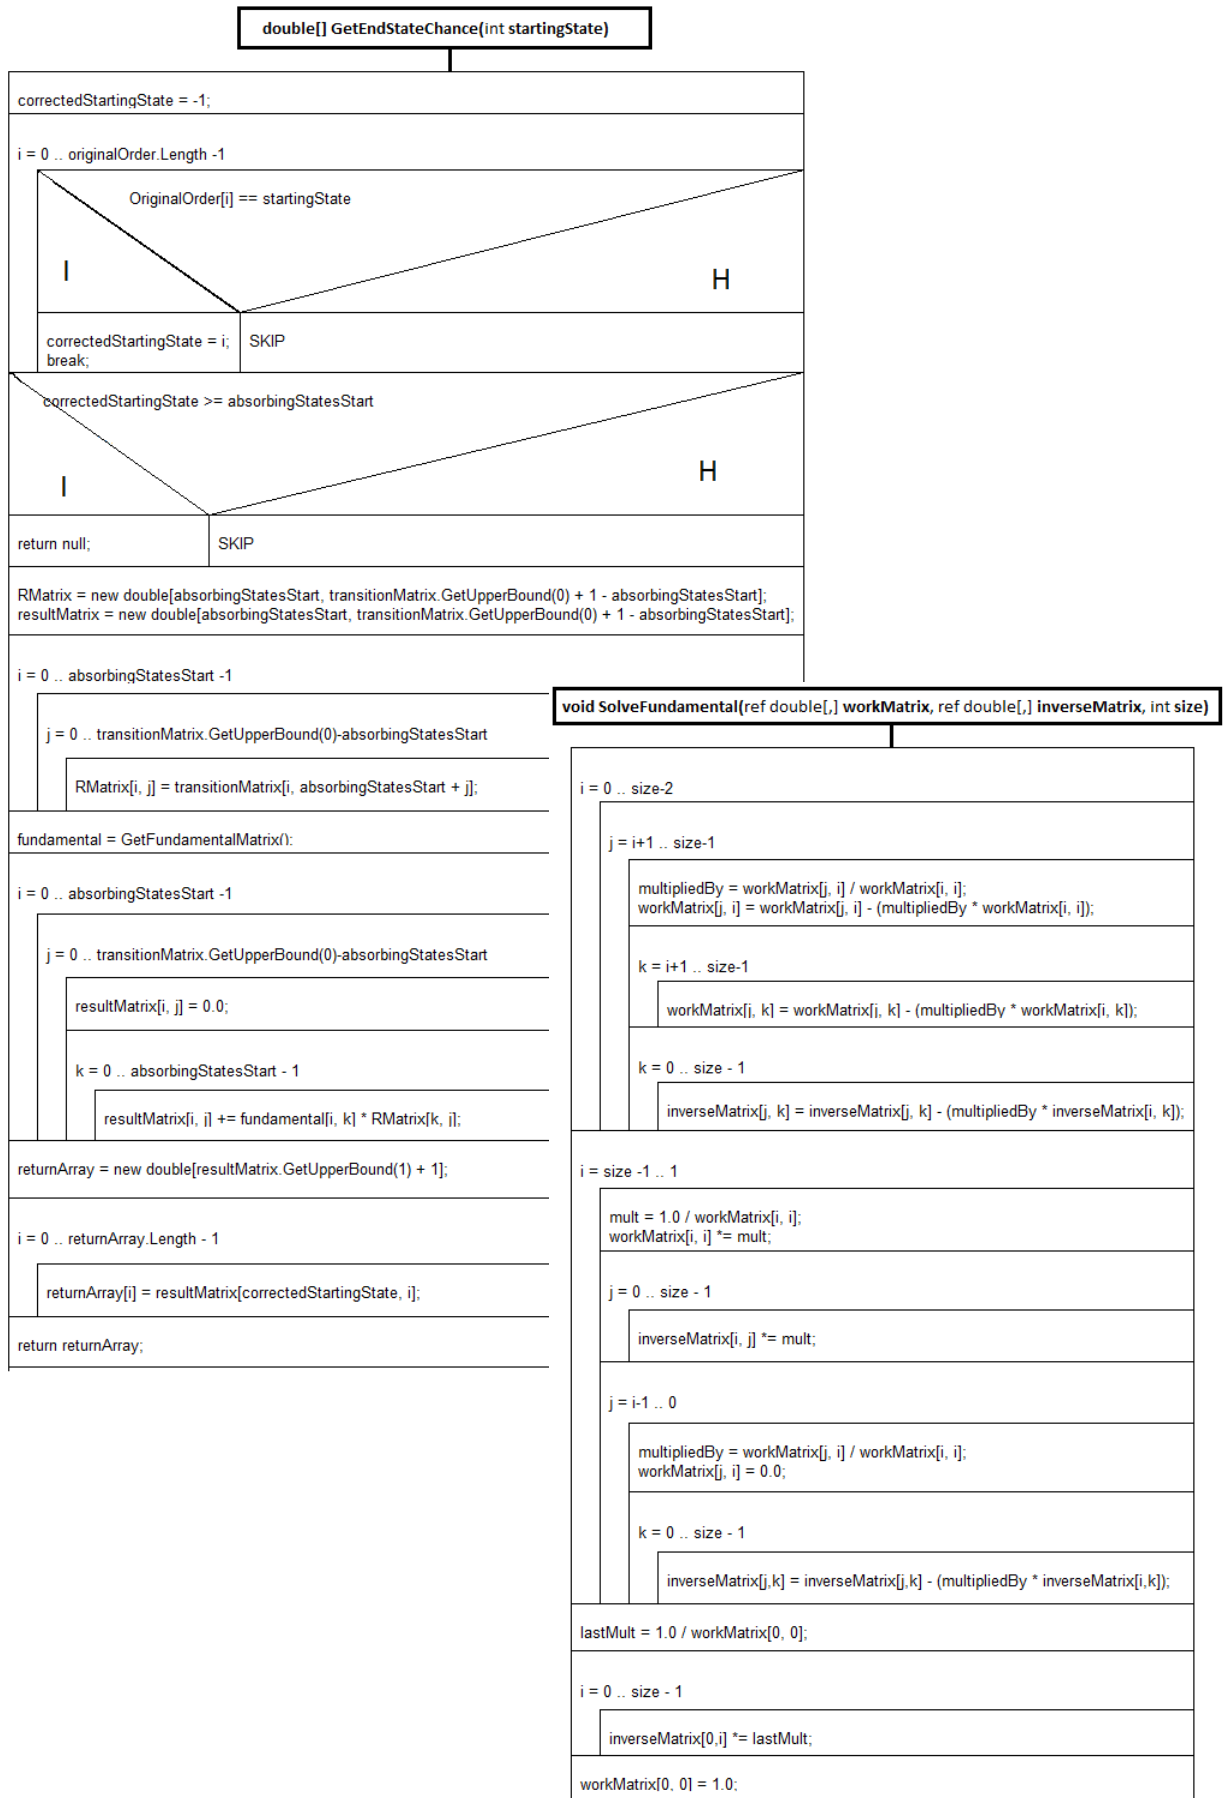 double[] GetEndStateChance(int startingState)
correctedStartingState = -1;
i = 0 .. originalOrder.Length -1
OriginalOrder[i] == startingState
I
H
correctedStartingState = i;
break;
SKIP
correctedStartingState >= absorbingStatesStart
I
H
return null;
SKIP
RMatrix = new double[absorbingStatesStart, transitionMatrix.GetUpperBound(0) + 1 - absorbingStatesStart];
resultMatrix = new double[absorbingStatesStart, transitionMatrix.GetUpperBound(0) + 1 - absorbingStatesStart];
i = 0 .. absorbingStatesStart -1
j = 0 .. transitionMatrix.GetUpperBound(0)-absorbingStatesStart
RMatrix[i, j] = transitionMatrix[i, absorbingStatesStart + j];
fundamental = GetFundamentalMatrix();
i = 0 .. absorbingStatesStart -1
j = 0 .. transitionMatrix.GetUpperBound(0)-absorbingStatesStart
resultMatrix[i, j] = 0.0;
k = 0 .. absorbingStatesStart - 1
resultMatrix[i, j] += fundamental[i, k] * RMatrix[k, j];
returnArray = new double[resultMatrix.GetUpperBound(1) + 1];
i = 0 .. returnArray.Length - 1
returnArray[i] = resultMatrix[correctedStartingState, i];
return returnArray;
void SolveFundamental(ref double[,] workMatrix, ref double[,] inverseMatrix, int size)
i = 0 .. size-2
j = i+1 .. size-1
multipliedBy = workMatrix[j, i] / workMatrix[i, i];
workMatrix[j, i] = workMatrix[j, i] - (multipliedBy * workMatrix[i, i]);
k = i+1 .. size-1
workMatrix[j, k] = workMatrix[j, k] - (multipliedBy * workMatrix[i, k]);
k = 0 .. size - 1
inverseMatrix[j, k] = inverseMatrix[j, k] - (multipliedBy * inverseMatrix[i, k]);
i = size -1 .. 1
mult = 1.0 / workMatrix[i, i];
workMatrix[i, i] *= mult;
j = 0 .. size - 1
inverseMatrix[i, j] *= mult;
j = i-1 .. 0
multipliedBy = workMatrix[j, i] / workMatrix[i, i];
workMatrix[j, i] = 0.0;
k = 0 .. size - 1
inverseMatrix[j,k] = inverseMatrix[j,k] - (multipliedBy * inverseMatrix[i,k]);
lastMult = 1.0 / workMatrix[0, 0];
i = 0 .. size - 1
inverseMatrix[0,i] *= lastMult;
workMatrix[0, 0] = 1.0;